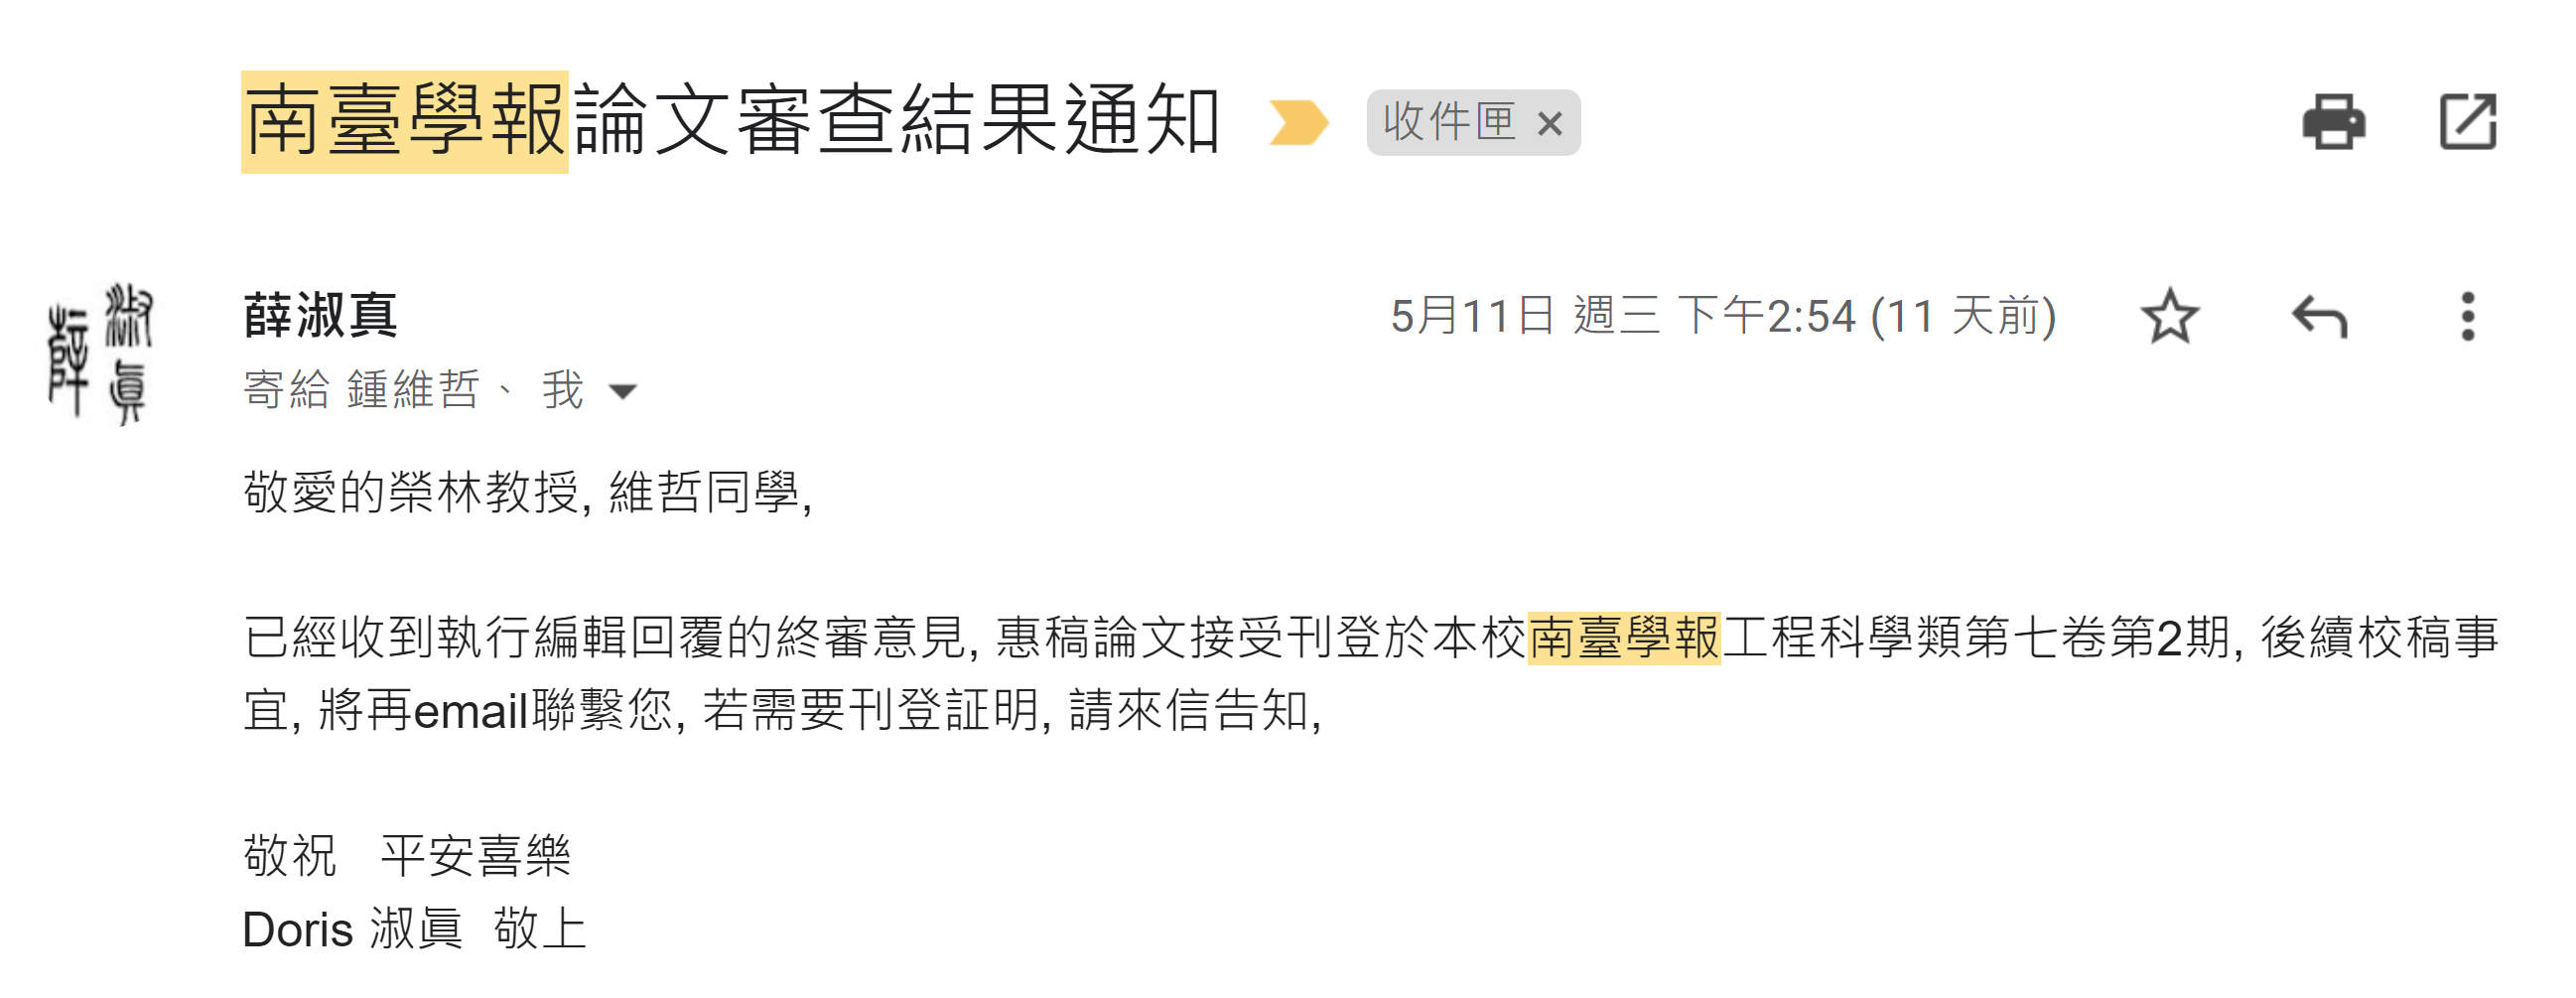 南臺學報論文審查結果通知 收件匣 ×
淑真
薛
薛淑真 5月11日 週三 下午2:54 (11 天前)
寄給 鍾維哲、 我
敬愛的榮林教授, 維哲同學,
已經收到執行編輯回覆的終審意見, 惠稿論文接受刊登於本校南臺學報工程科學類第七卷第2期, 後續校稿事
宜, 將再email聯繫您, 若需要刊登証明, 請來信告知,
敬祝 平安喜樂
Doris 淑眞 敬上